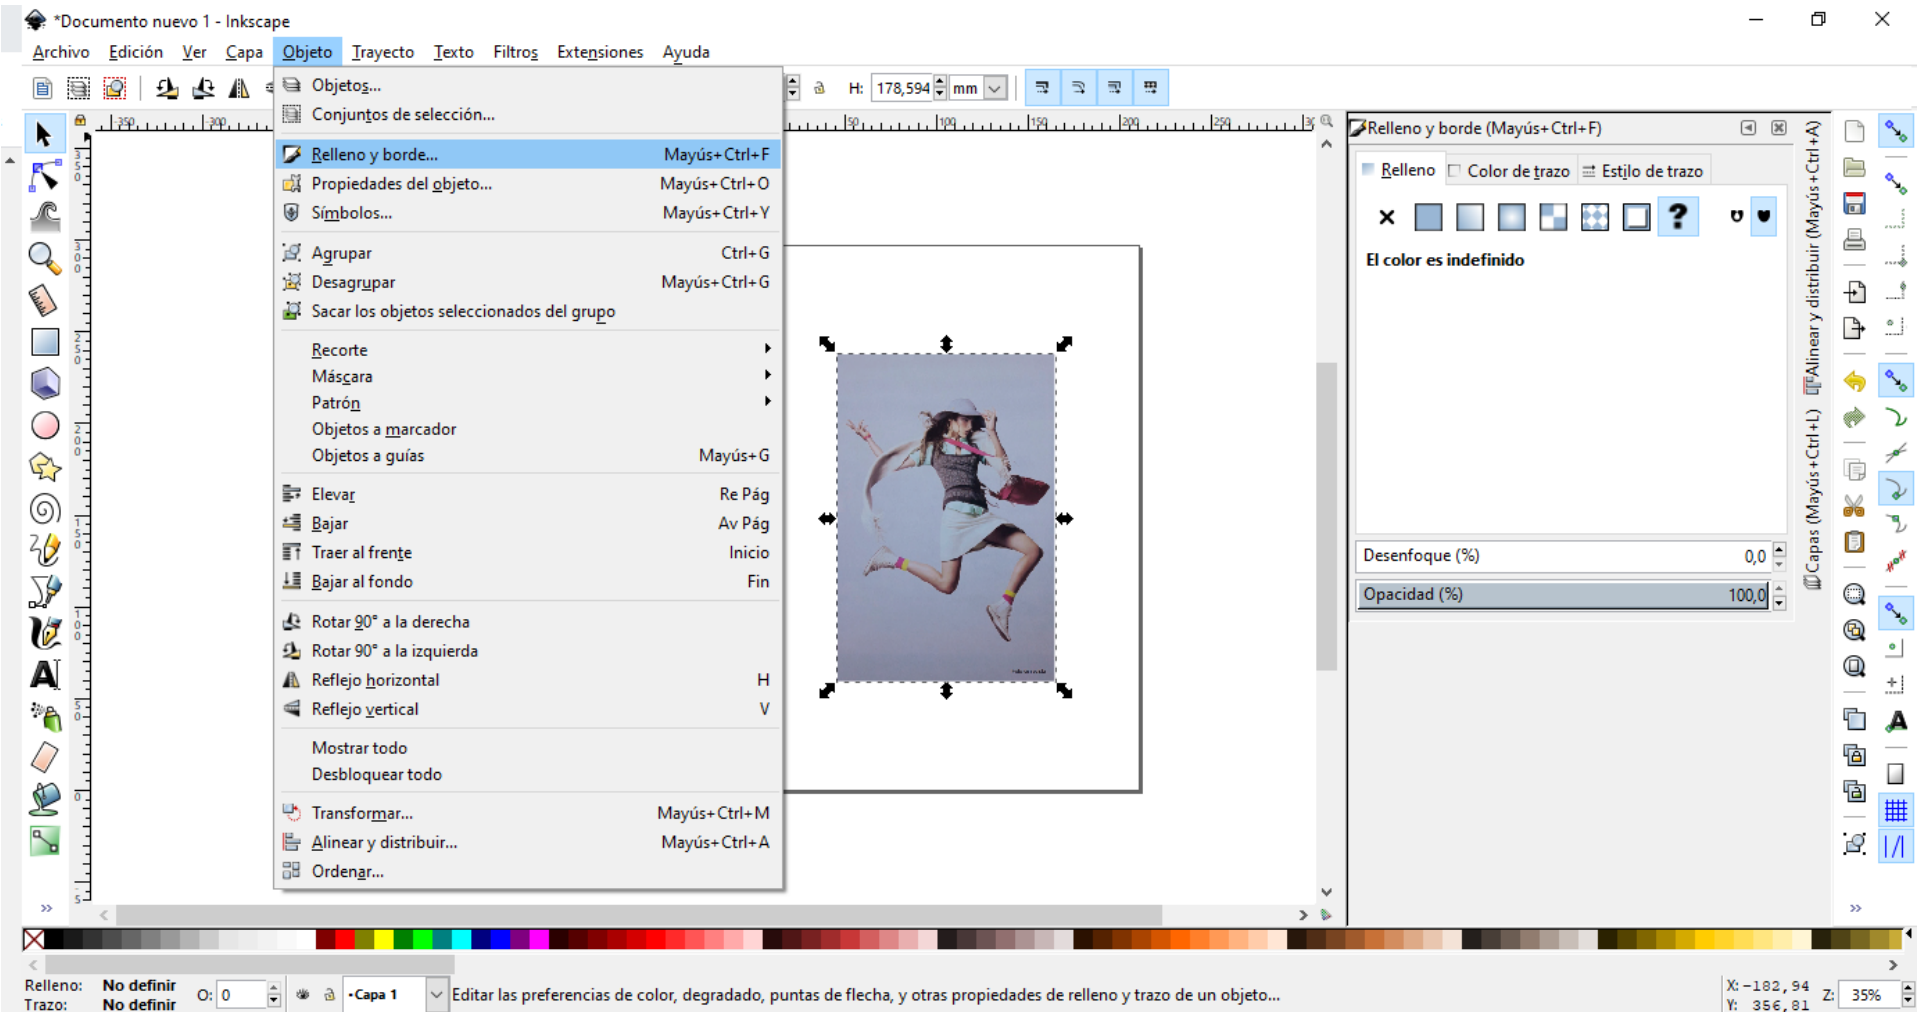 *Documento nuevo 1 - Inkscape
Archivo Edición Ver Capa Objeto Trayecto Texto Filtros Extensiones Ayuda
H: 178,594 mm
Objetos...
Conjuntos de selección...
Relleno y borde... Mayús+Ctrl+F
Propiedades del objeto... Mayús+Ctrl+O
Símbolos... Mayús+Ctrl+Y
Agrupar Ctrl+G
Desagrupar Mayús+Ctrl+G
Sacar los objetos seleccionados del grupo
Recorte
Máscara
Patrón
Objetos a marcador
Objetos a guías Mayús+G
Elevar Re Pág
Bajar Av Pág
Traer al frente Inicio
Bajar al fondo Fin
Rotar 90° a la derecha
Rotar 90° a la izquierda
Reflejo horizontal H
Reflejo vertical V
Mostrar todo
Desbloquear todo
Transformar... Mayús+Ctrl+M
Alinear y distribuir... Mayús+Ctrl+A
Ordenar...
Relleno y borde (Mayús+Ctrl+F)
Relleno Color de trazo Estilo de trazo
?
El color es indefinido
Desenfoque (%) 0,0
Opacidad (%) 100,0
Alinear y distribuir (Mayús+Ctrl+A)
Capas (Mayús+Ctrl+L)
Relleno: No definir
Trazo: No definir
O: 0
Capa 1
Editar las preferencias de color, degradado, puntas de flecha, y otras propiedades de relleno y trazo de un objeto...
X: -182,94
Y: 356,81
Z: 35%